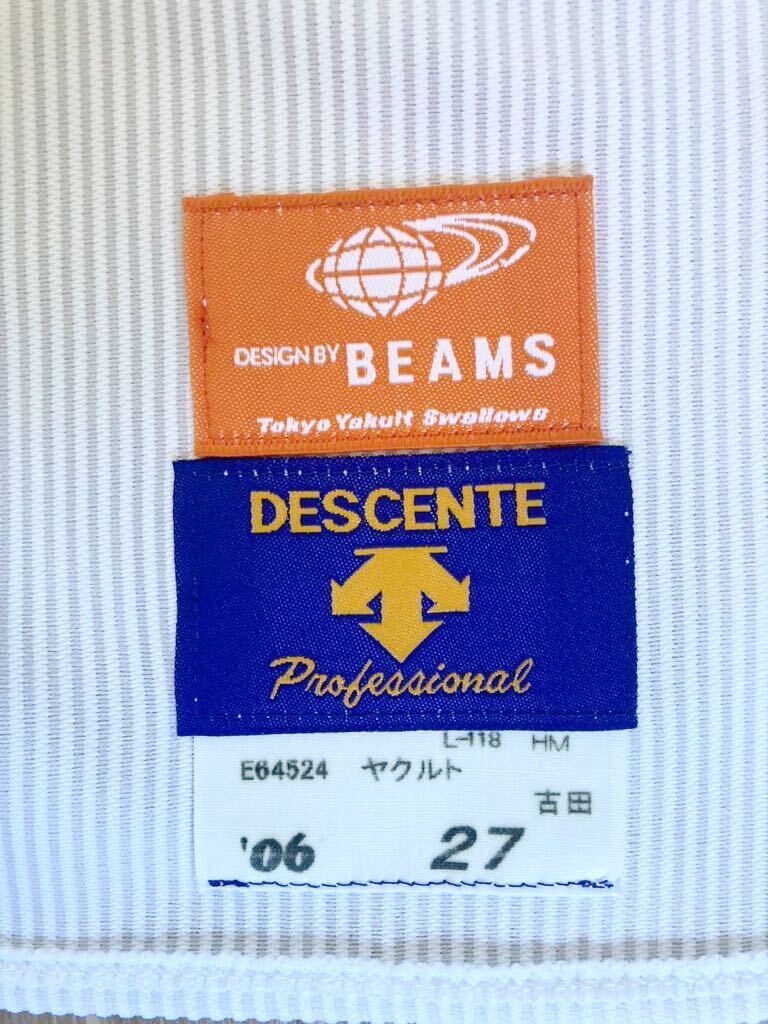 DESIGN BY BEAMS
Tokyo Yakult Swallows
DESCENTE
Professional
L-118 HM
E64524 ヤクルト
古田
'06 27